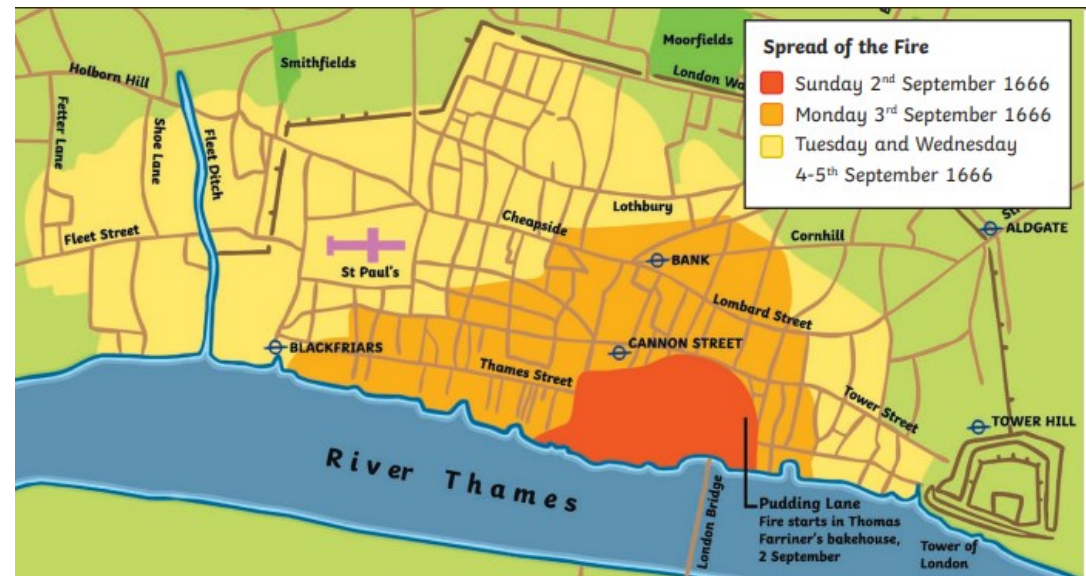 Spread of the Fire
Sunday 2nd September 1666
Monday 3rd September 1666
Tuesday and Wednesday
4-5th September 1666
Moorfields
Smithfields
London Wa
Holborn Hill
Fetter Lane
Shoe Lane
Fleet Ditch
Fleet Street
St Paul's
Cheapside
Lothbury
BANK
Cornhill
ALDGATE
Lombard Street
BLACKFRIARS
CANNON STREET
Thames Street
Tower Street
TOWER HILL
River Thames
London Bridge
Pudding Lane
Fire starts in Thomas
Farriner's bakehouse,
2 September
Tower of
London